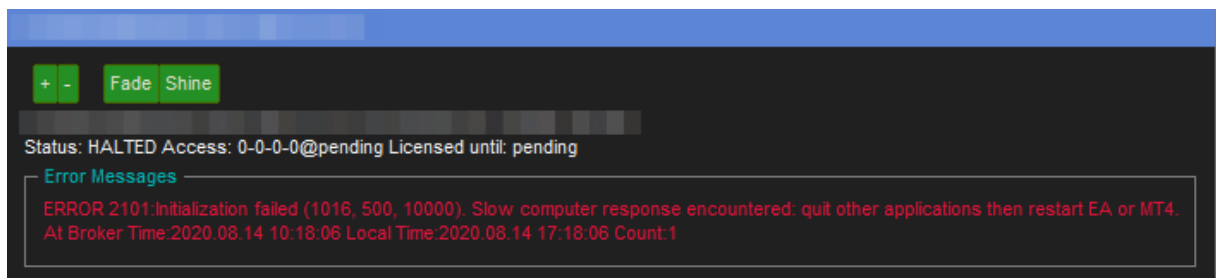 + - Fade Shine
Status: HALTED Access: 0-0-0-0@pending Licensed until: pending
Error Messages
ERROR 2101:Initialization failed (1016, 500, 10000). Slow computer response encountered: quit other applications then restart EA or MT4.
At Broker Time:2020.08.14 10:18:06 Local Time:2020.08.14 17:18:06 Count:1